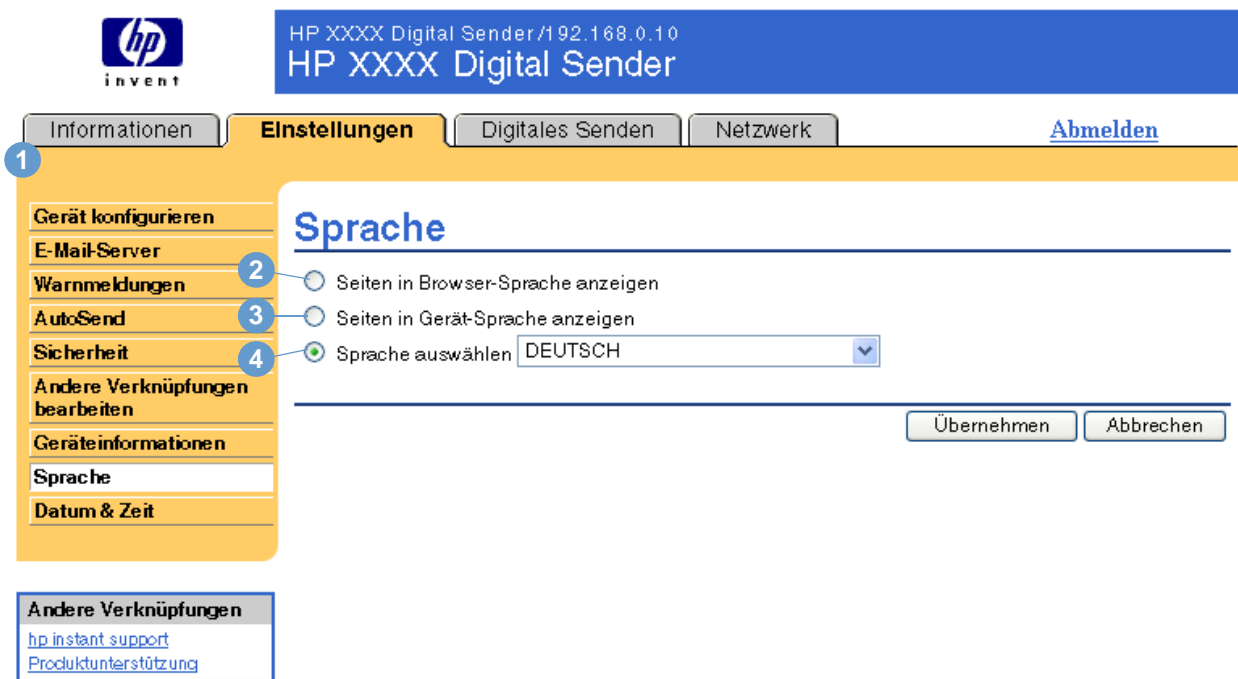 hp
invent
HP XXXX Digital Sender/192.168.0.10
HP XXXX Digital Sender
Informationen
EInstellungen
Digitales Senden
Netzwerk
Abmelden
1
Gerät konfigurieren
E-Mail-Server
Warnmeldungen
AutoSend
Sicherheit
Andere Verknüpfungen
bearbeiten
Geräteinformationen
Sprache
Datum & Zeit
Sprache
2
Seiten in Browser-Sprache anzeigen
3
Seiten in Gerät-Sprache anzeigen
4
Sprache auswählen DEUTSCH
Übernehmen
Abbrechen
Andere Verknüpfungen
hp instant support
Produktunterstützung